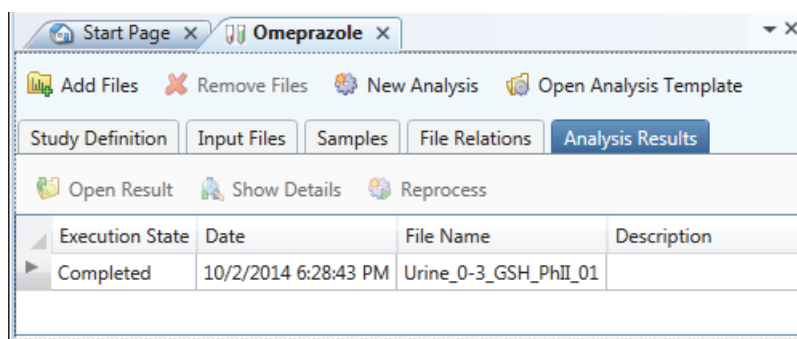 Start Page Omeprazole
Add Files Remove Files New Analysis Open Analysis Template
Study Definition Input Files Samples File Relations Analysis Results
Open Result Show Details Reprocess
Execution State Date File Name Description
Completed 10/2/2014 6:28:43 PM Urine_0-3_GSH_PhII_01